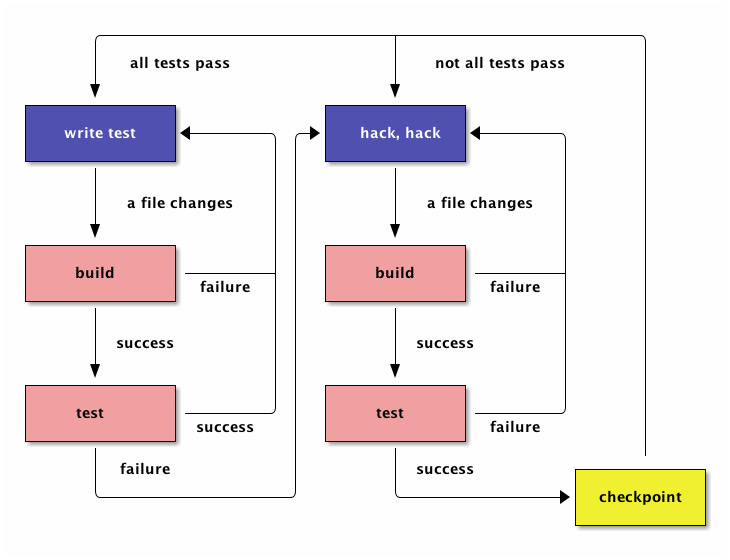 all tests pass
not all tests pass
write test
hack, hack
a file changes
a file changes
build
build
failure
failure
success
success
test
test
success
failure
failure
success
checkpoint